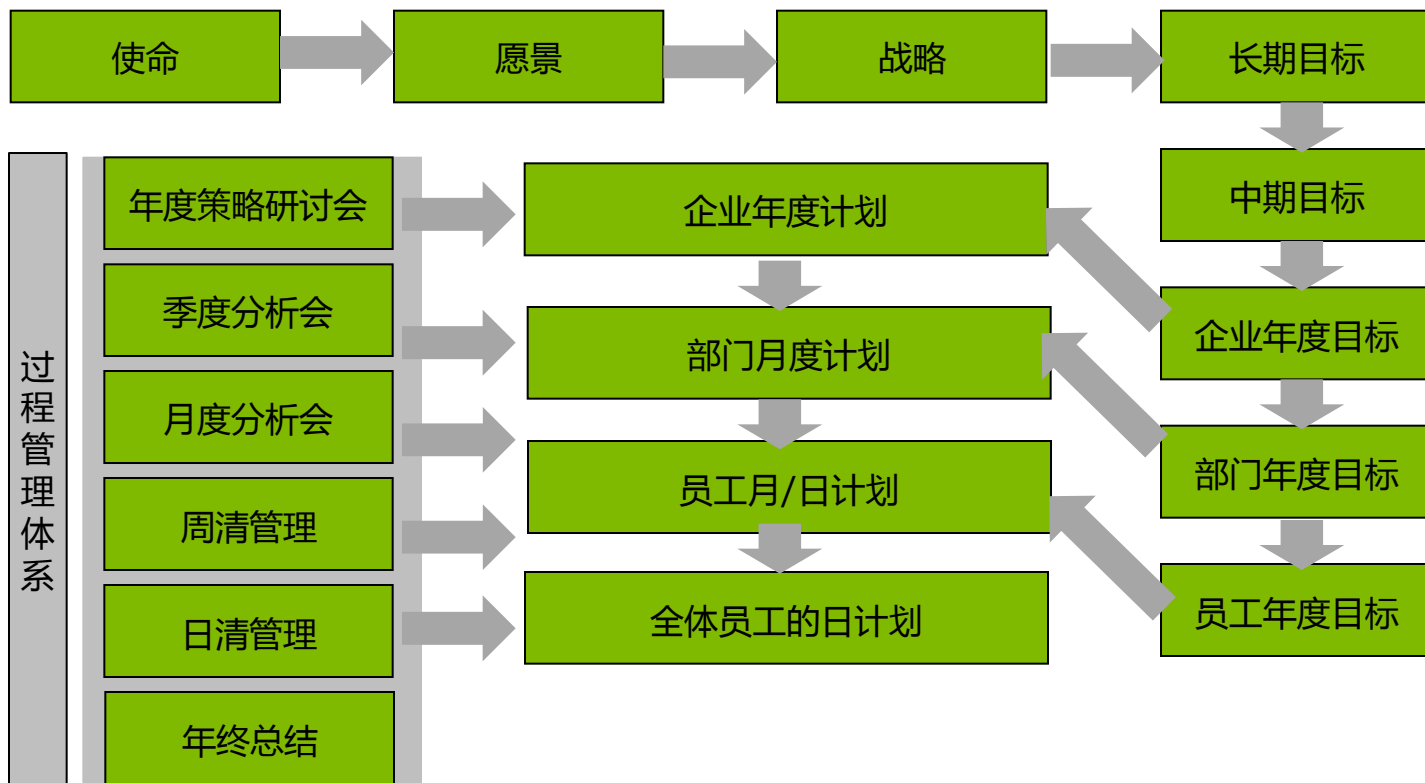 使命
愿景
战略
长期目标
过程管理体系
年度策略研讨会
季度分析会
月度分析会
周清管理
日清管理
年终总结
企业年度计划
部门月度计划
员工月/日计划
全体员工的日计划
中期目标
企业年度目标
部门年度目标
员工年度目标